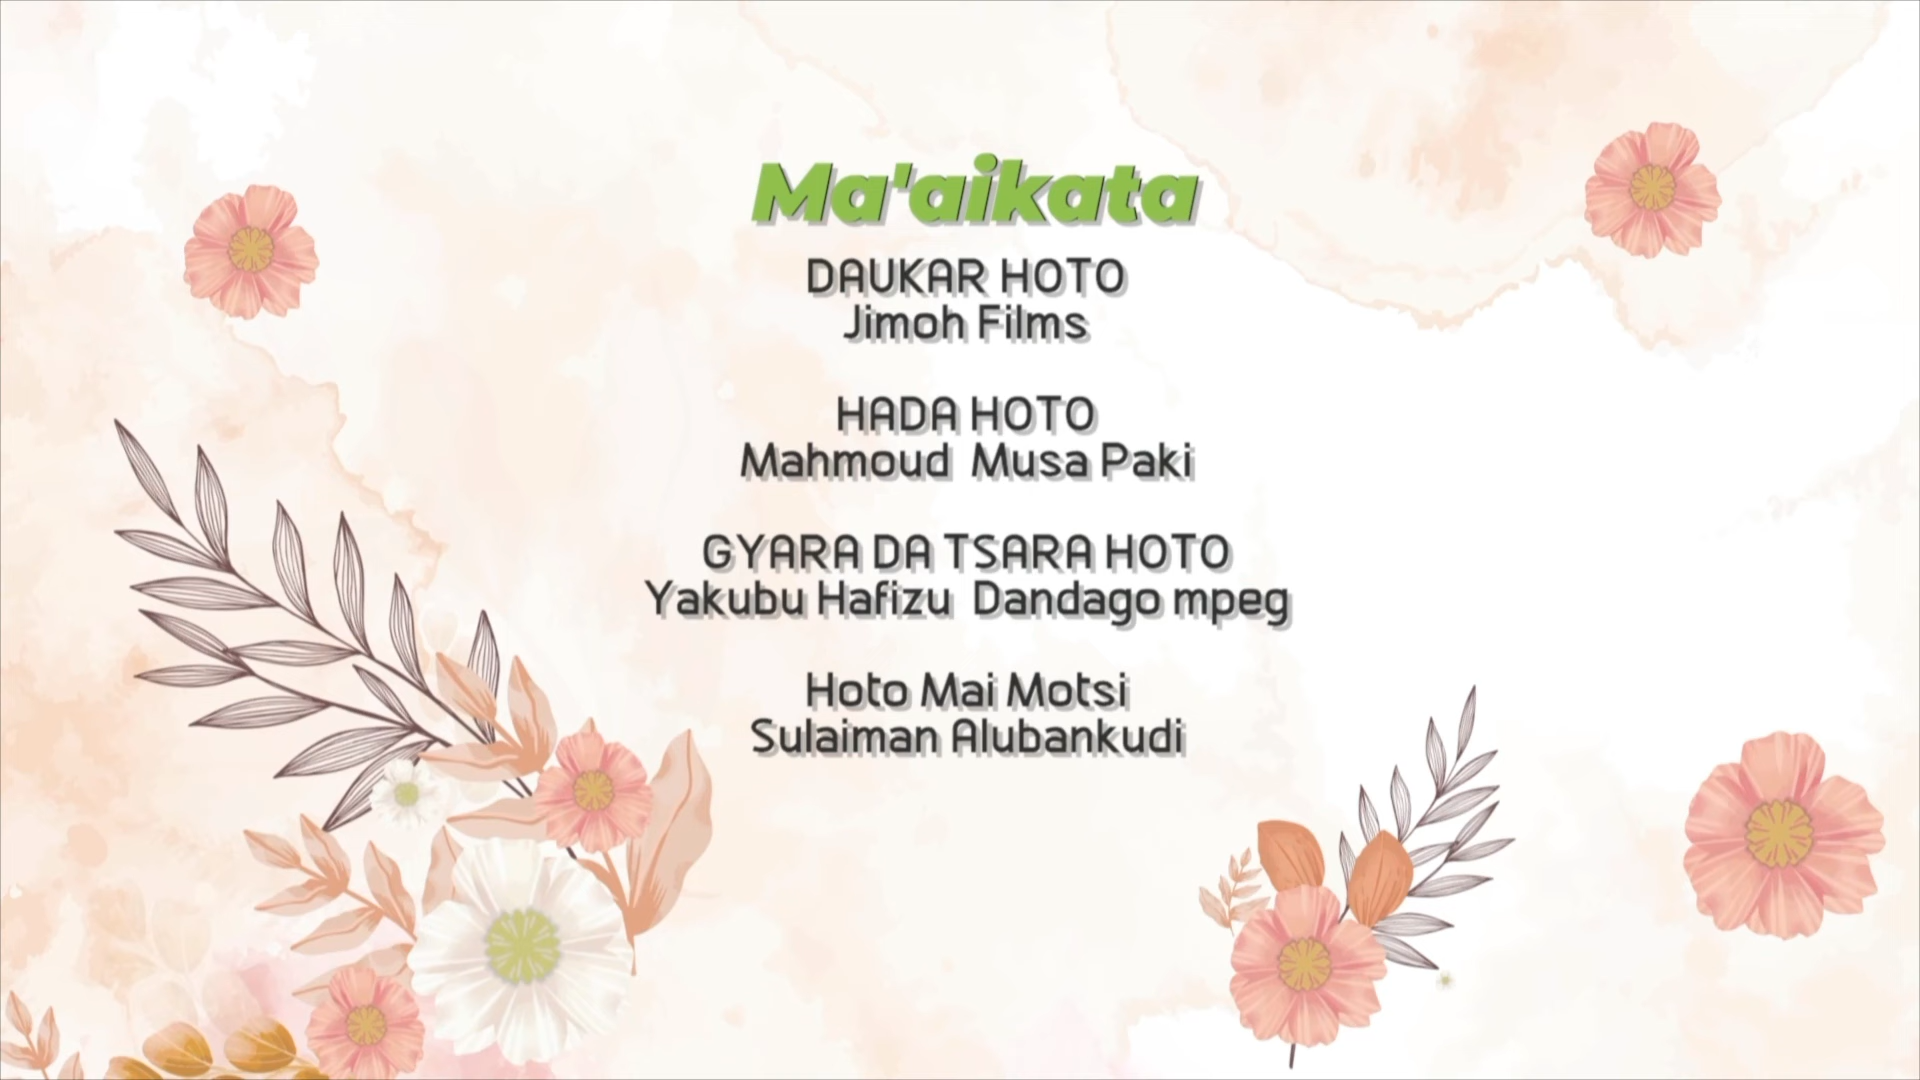 Ma'aikata
DAUKAR HOTO
Jimoh Films
HADA HOTO
Mahmoud Musa Paki
GYARA DA TSARA HOTO
Yakubu Hafizu Dandago mpeg
Hoto Mai Motsi
Sulaiman Alubankudi